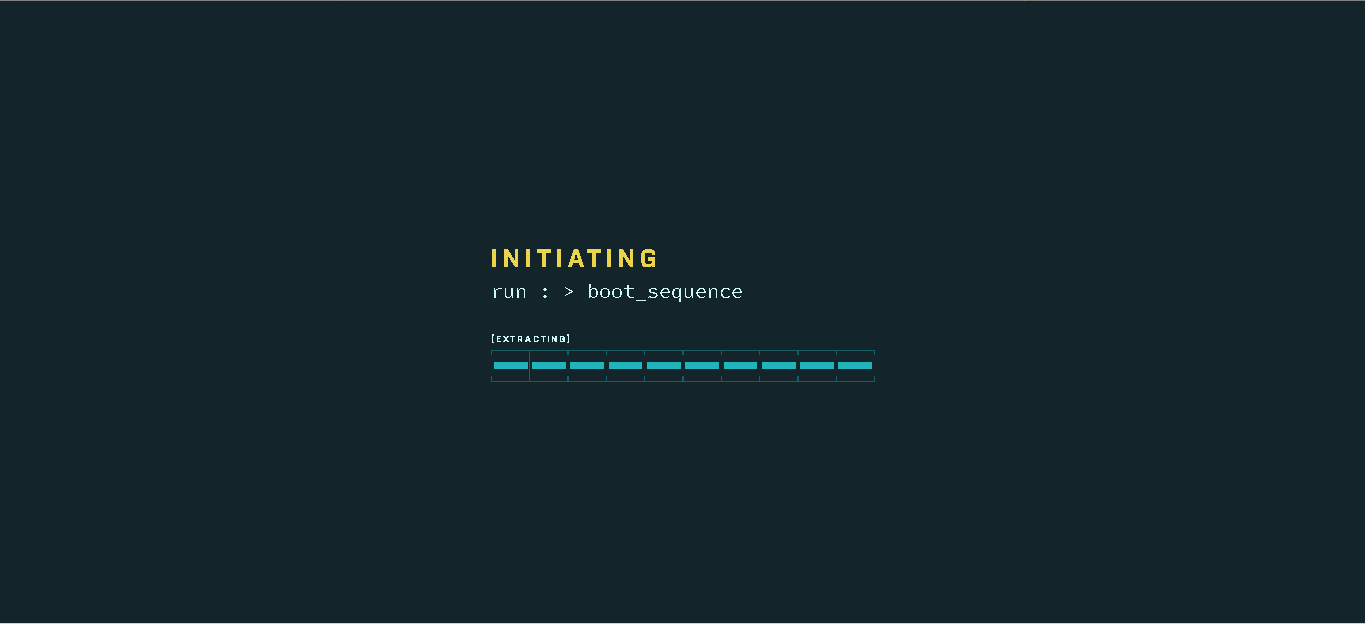 INITIATING
run : > boot_sequence
[EXTRACTING]